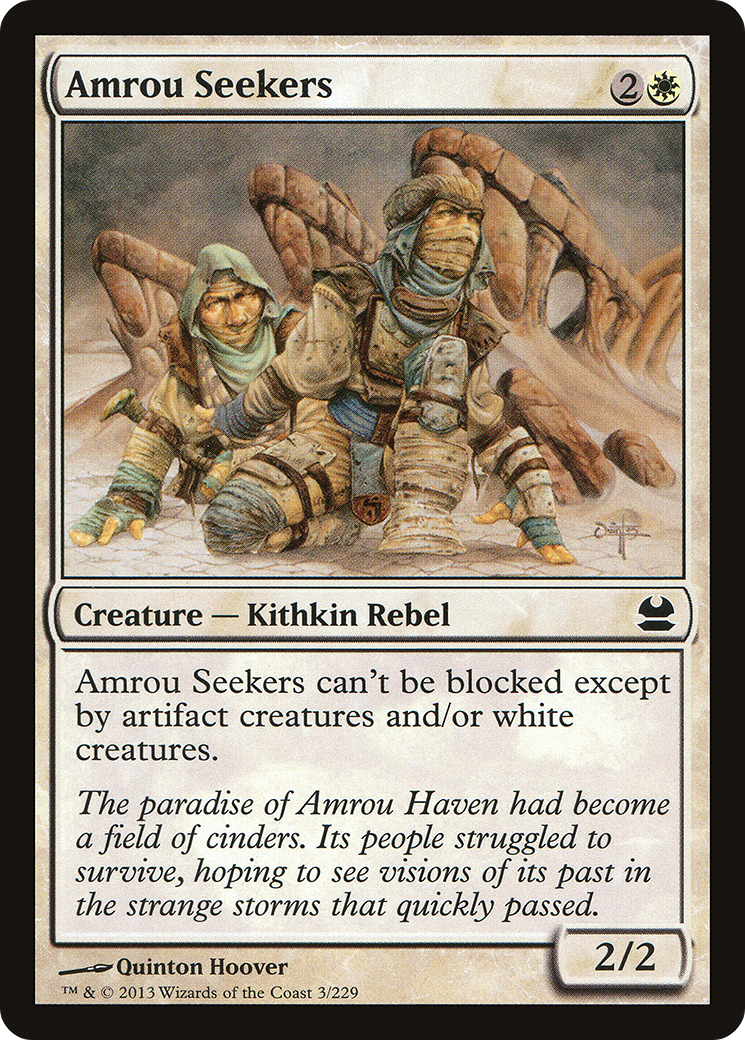 Amrou Seekers 2
Creature — Kithkin Rebel
Amrou Seekers can't be blocked except
by artifact creatures and/or white
creatures.
The paradise of Amrou Haven had become
a field of cinders. Its people struggled to
survive, hoping to see visions of its past in
the strange storms that quickly passed.
2/2
Quinton Hoover
™ & © 2013 Wizards of the Coast 3/229